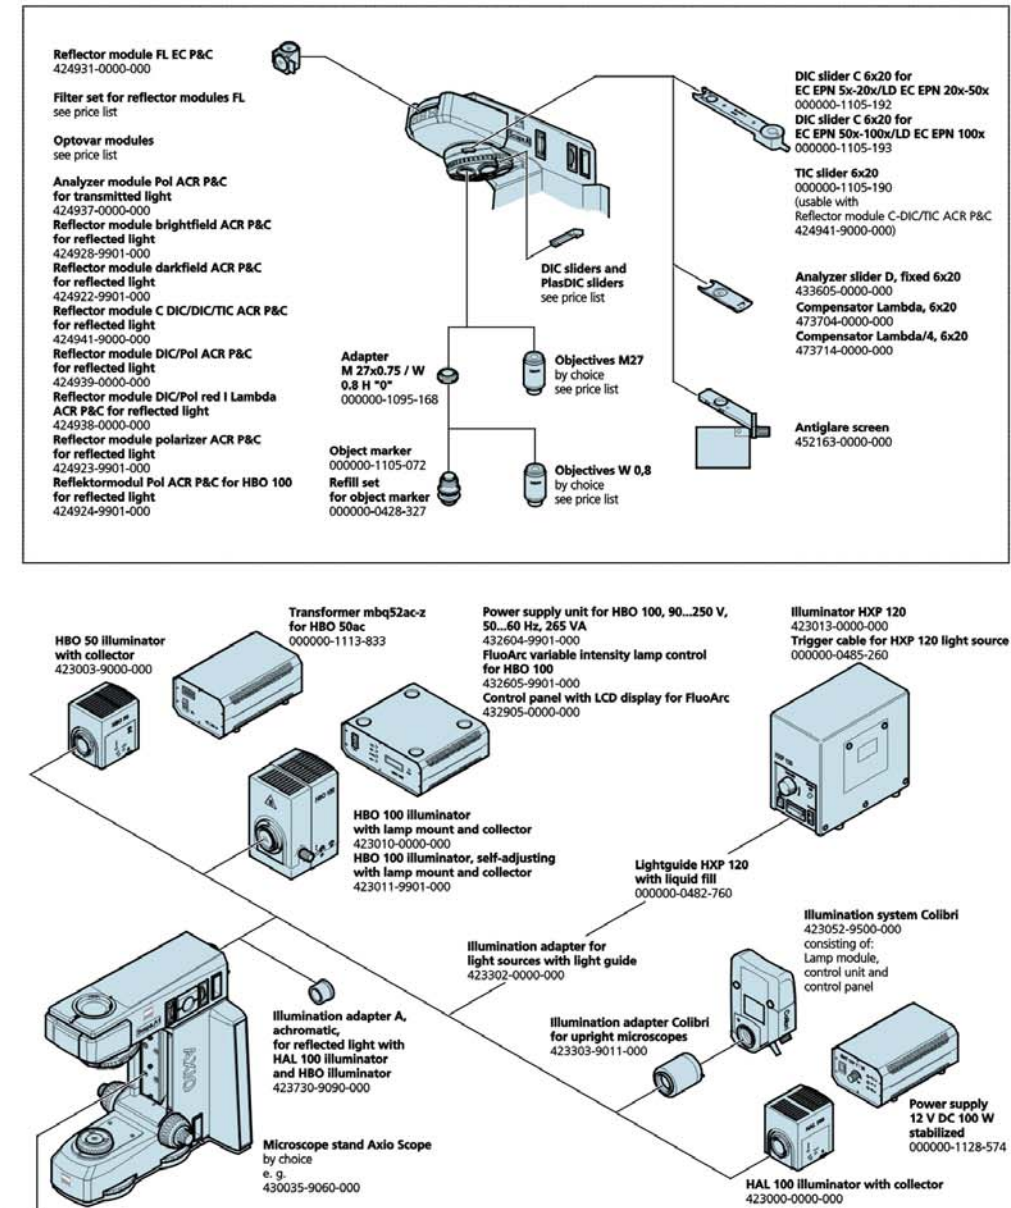 Reflector module FL EC P&C
424931-0000-000
Filter set for reflector modules FL
see price list
Optovar modules
see price list
Analyzer module Pol ACR P&C
for transmitted light
424937-0000-000
Reflector module brightfield ACR P&C
for reflected light
424928-9901-000
Reflector module darkfield ACR P&C
for reflected light
424922-9901-000
Reflector module C DIC/DIC/TIC ACR P&C
for reflected light
424941-9000-000
Reflector module DIC/Pol ACR P&C
for reflected light
424939-0000-000
Reflector module DIC/Pol red I Lambda
ACR P&C for reflected light
424938-0000-000
Reflector module polarizer ACR P&C
for reflected light
424923-9901-000
Reflektormodul Pol ACR P&C for HBO 100
for reflected light
424924-9901-000
DIC sliders and
PlasDIC sliders
see price list
Adapter
M 27x0.75 / W
0.8 H "0"
000000-1095-168
Objectives M27
by choice
see price list
Object marker
000000-1105-072
Refill set
for object marker
000000-0428-327
Objectives W 0,8
by choice
see price list
DIC slider C 6x20 for
EC EPN 5x-20x/LD EC EPN 20x-50x
000000-1105-192
DIC slider C 6x20 for
EC EPN 50x-100x/LD EC EPN 100x
000000-1105-193
TIC slider 6x20
000000-1105-190
(usable with
Reflector module C-DIC/TIC ACR P&C
424941-9000-000)
Analyzer slider D, fixed 6x20
433605-0000-000
Compensator Lambda, 6x20
473704-0000-000
Compensator Lambda/4, 6x20
473714-0000-000
Antiglare screen
452163-0000-000
HBO 50 illuminator
with collector
423003-9000-000
Transformer mbq52ac-z
for HBO 50ac
000000-1113-833
Power supply unit for HBO 100, 90...250 V,
50...60 Hz, 265 VA
432604-9901-000
FluoArc variable intensity lamp control
for HBO 100
432605-9901-000
Control panel with LCD display for FluoArc
432905-0000-000
Illuminator HXP 120
423013-0000-000
Trigger cable for HXP 120 light source
000000-0485-260
HBO 50
HBO 100
HXP 120
HBO 100 illuminator
with lamp mount and collector
423010-0000-000
HBO 100 illuminator, self-adjusting
with lamp mount and collector
423011-9901-000
Lightguide HXP 120
with liquid fill
000000-0482-760
Illumination adapter for
light sources with light guide
423302-0000-000
Illumination system Colibri
423052-9500-000
consisting of:
Lamp module,
control unit and
control panel
Illumination adapter A,
achromatic,
for reflected light with
HAL 100 illuminator
and HBO illuminator
423730-9090-000
Illumination adapter Colibri
for upright microscopes
423303-9011-000
AXIO
Power supply
12 V DC 100 W
stabilized
000000-1128-574
HAL 100
Microscope stand Axio Scope
by choice
e. g.
430035-9060-000
HAL 100 illuminator with collector
423000-0000-000